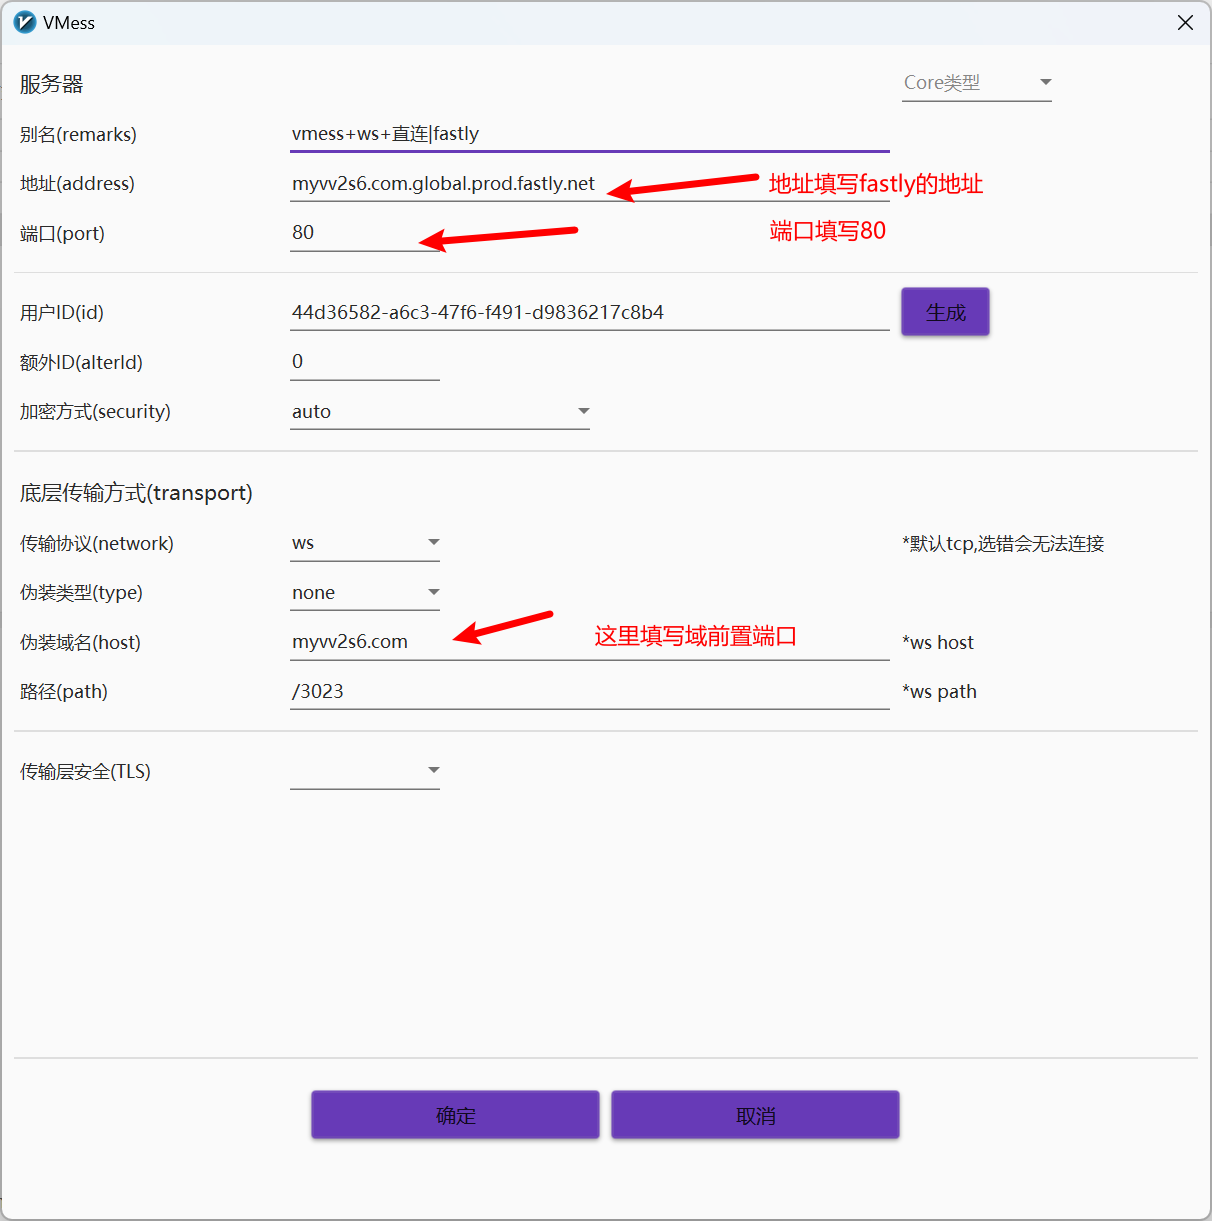 VMess
服务器 Core类型
别名(remarks) vmess+ws+直连|fastly
地址(address) myvv2s6.com.global.prod.fastly.net 地址填写fastly的地址
端口(port) 80 端口填写80
用户ID(id) 44d36582-a6c3-47f6-f491-d9836217c8b4 生成
额外ID(alterId) 0
加密方式(security) auto
底层传输方式(transport)
传输协议(network) ws *默认tcp,选错会无法连接
伪装类型(type) none
伪装域名(host) myvv2s6.com 这里填写域前置端口 *ws host
路径(path) /3023 *ws path
传输层安全(TLS)
确定 取消